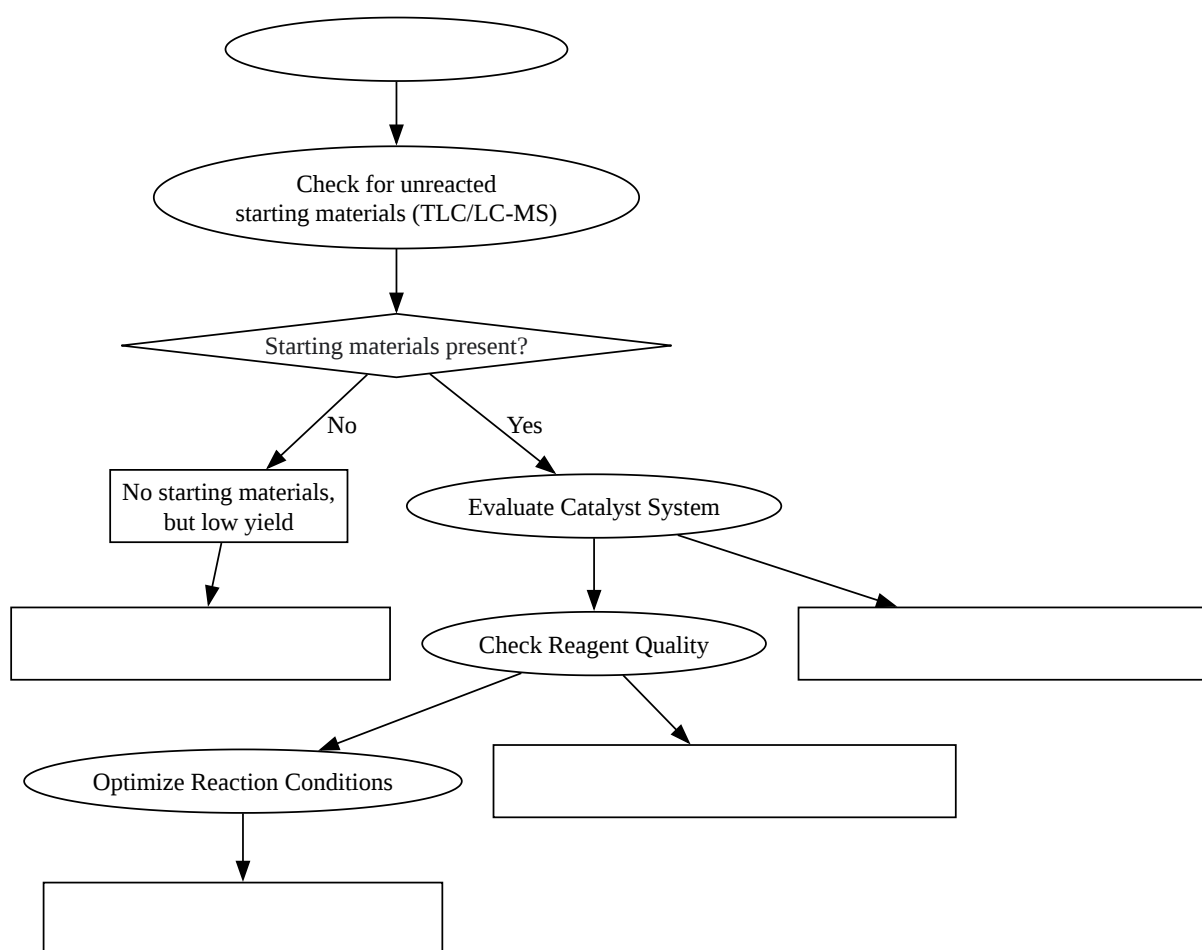 Check for unreacted
starting materials (TLC/LC-MS)
Starting materials present?
No
Yes
No starting materials,
but low yield
Evaluate Catalyst System
Check Reagent Quality
Optimize Reaction Conditions